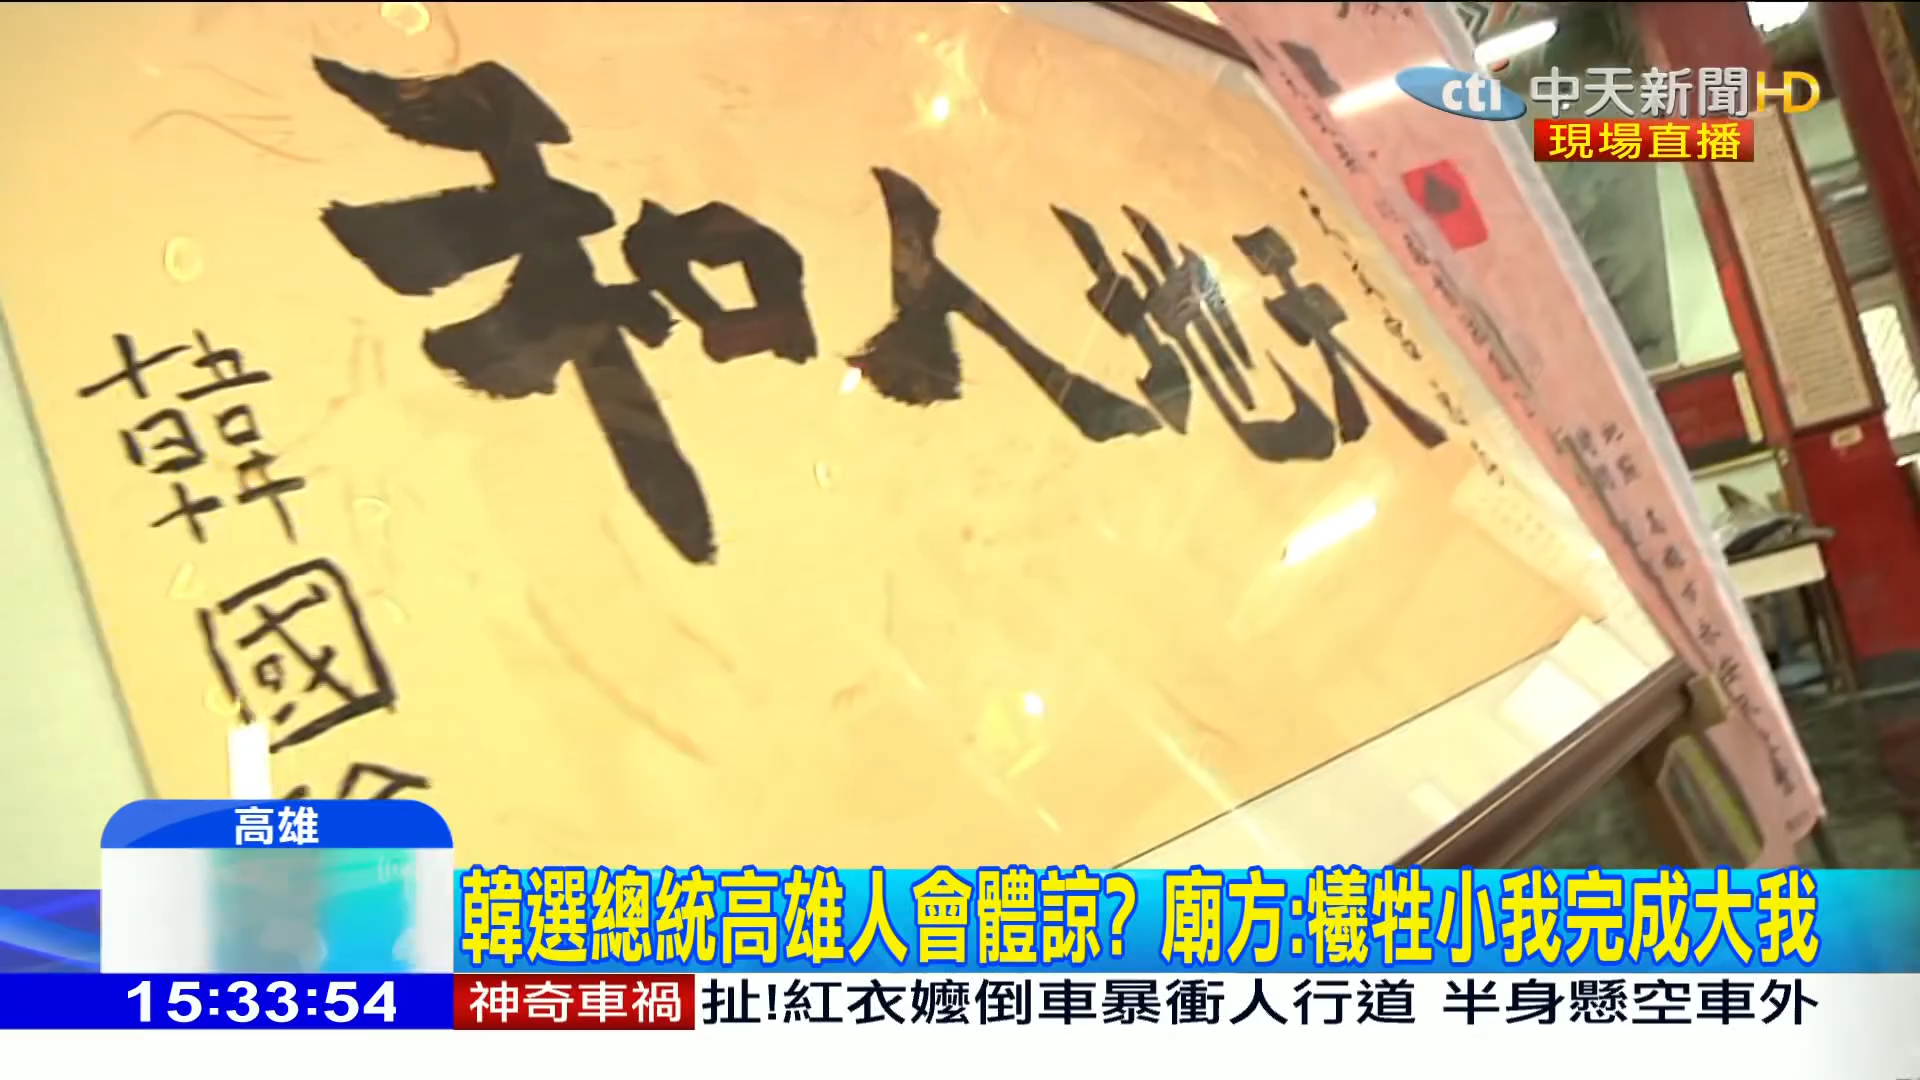 cti 中天新聞HD
現場直播
天地人和
韓國
高雄
韓選總統高雄人會體諒? 廟方:犧牲小我完成大我
15:33:54 神奇車禍 扯!紅衣嬤倒車暴衝人行道 半身懸空車外